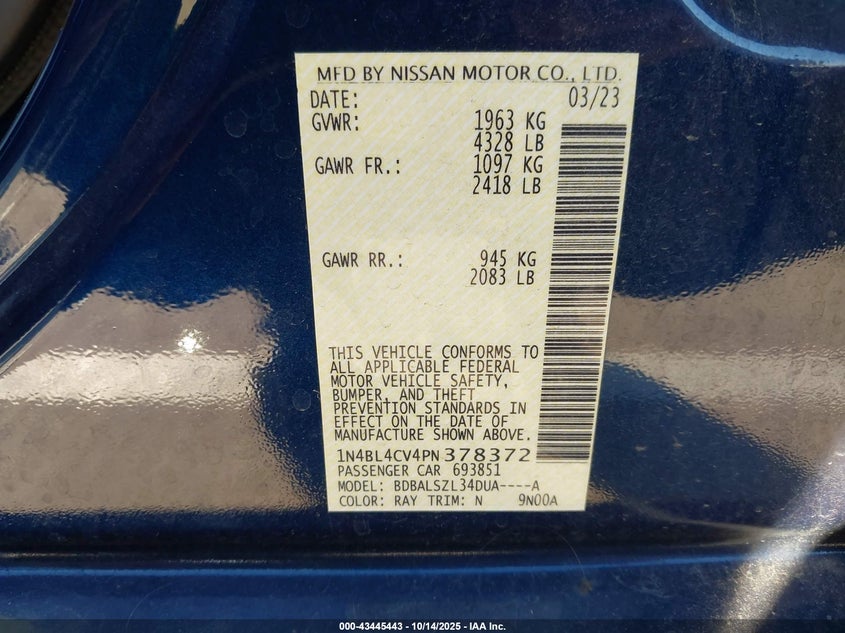 MFD BY NISSAN MOTOR CO., LTD.
DATE: 03/23
GVWR: 1963 KG
4328 LB
GAWR FR.: 1097 KG
2418 LB
GAWR RR.: 945 KG
2083 LB
THIS VEHICLE CONFORMS TO
ALL APPLICABLE FEDERAL
MOTOR VEHICLE SAFETY,
BUMPER, AND THEFT
PREVENTION STANDARDS IN
EFFECT ON THE DATE OF
MANUFACTURE SHOWN ABOVE.
1N4BL4CV4PN378372
PASSENGER CAR 693851
MODEL: BDBALSZL34DUA----A
COLOR: RAY TRIM: N 9N00A
000-43445443 - 10/14/2025 - IAA Inc.